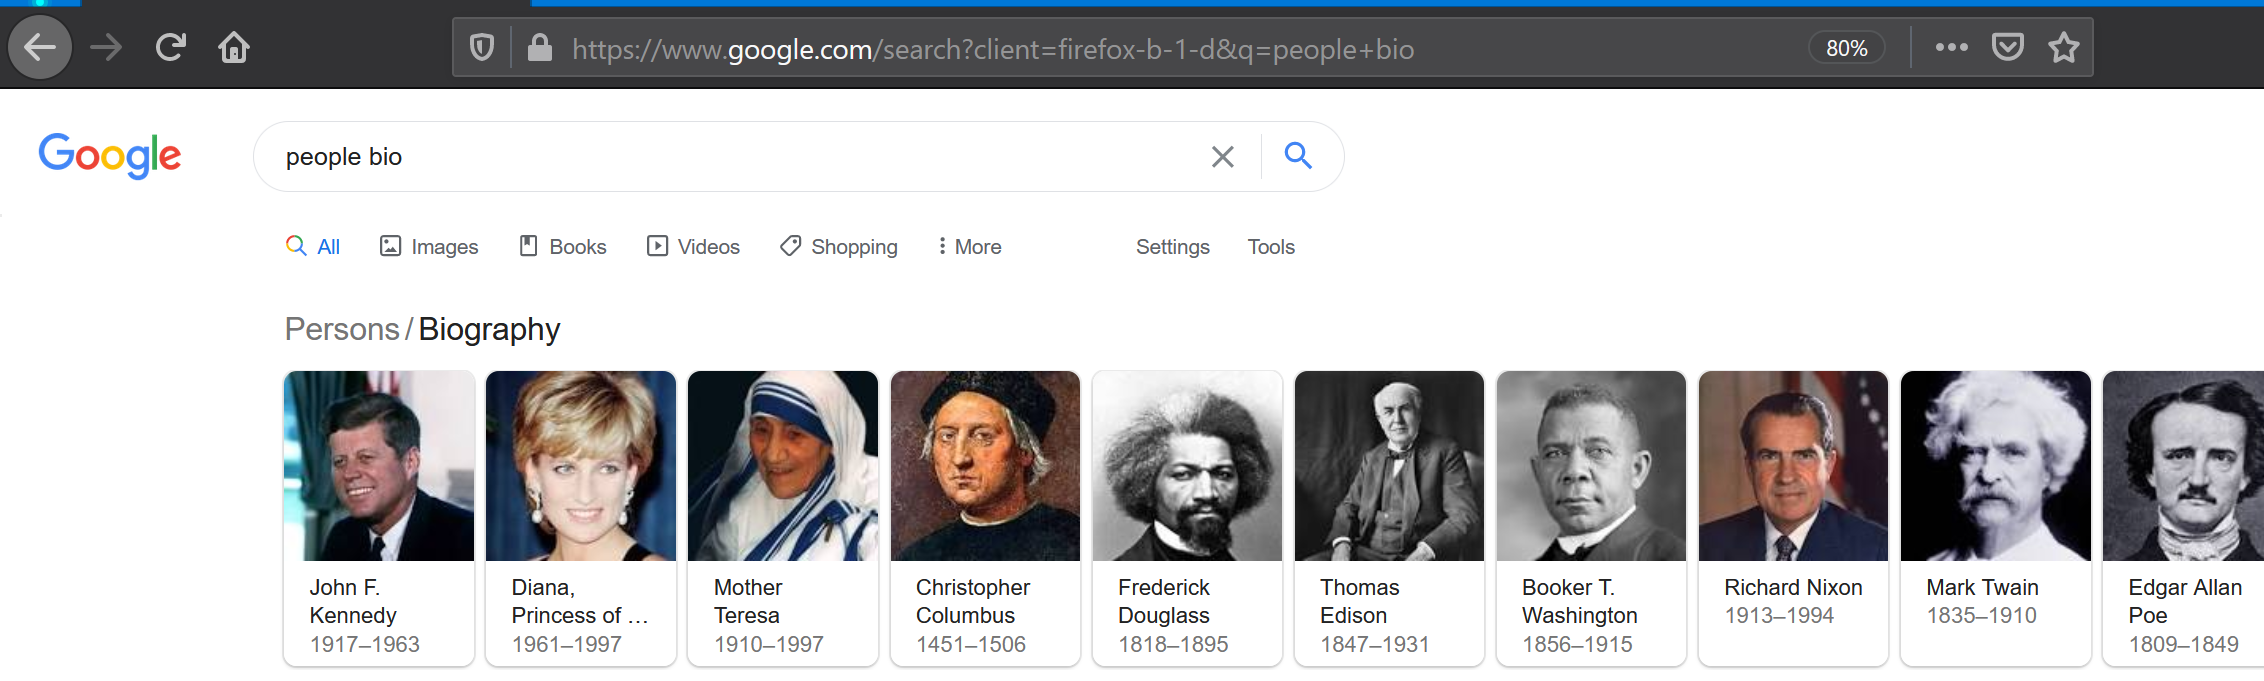 https://www.google.com/search?client=firefox-b-1-d&q=people+bio
80%
Google
people bio
All Images Books Videos Shopping More Settings Tools
Persons / Biography
John F.
Kennedy
1917–1963
Diana,
Princess of ...
1961–1997
Mother
Teresa
1910–1997
Christopher
Columbus
1451–1506
Frederick
Douglass
1818–1895
Thomas
Edison
1847–1931
Booker T.
Washington
1856–1915
Richard Nixon
1913–1994
Mark Twain
1835–1910
Edgar Allan
Poe
1809–1849